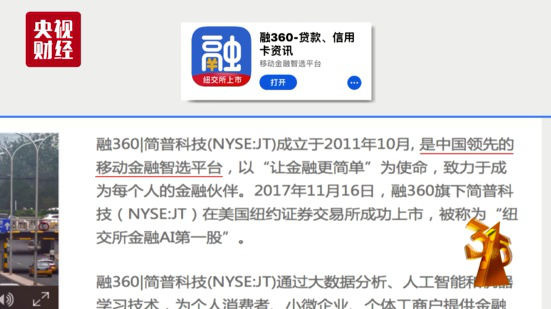 央视
财经
融
纽交所上市
融360-贷款、信用
卡资讯
移动金融智选平台
打开
融360|简普科技(NYSE:JT)成立于2011年10月, 是中国领先的
移动金融智选平台，以“让金融更简单”为使命，致力于成
为每个人的金融伙伴。2017年11月16日，融360旗下简普科
技（NYSE:JT）在美国纽约证券交易所成功上市，被称为“纽
交所金融AI第一股”。
315
融360|简普科技(NYSE:JT)通过大数据分析、人工智能和机器
学习技术，为个人消费者、小微企业、个体工商户提供金融